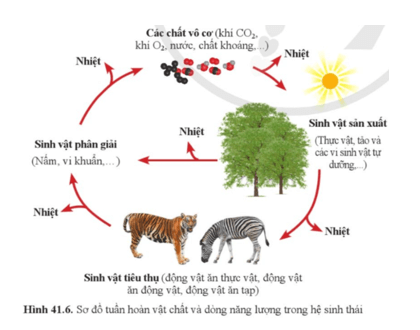 Các chất vô cơ (khí CO₂,
khí O₂, nước, chất khoáng,...)
Nhiệt
Nhiệt
Sinh vật sản xuất
(Thực vật, tảo và
các vi sinh vật tự
dưỡng,...)
Nhiệt
Sinh vật phân giải
(Nấm, vi khuẩn,...)
Nhiệt
Nhiệt
Sinh vật tiêu thụ (động vật ăn thực vật, động vật
ăn động vật, động vật ăn tạp)
Hình 41.6. Sơ đồ tuần hoàn vật chất và dòng năng lượng trong hệ sinh thái